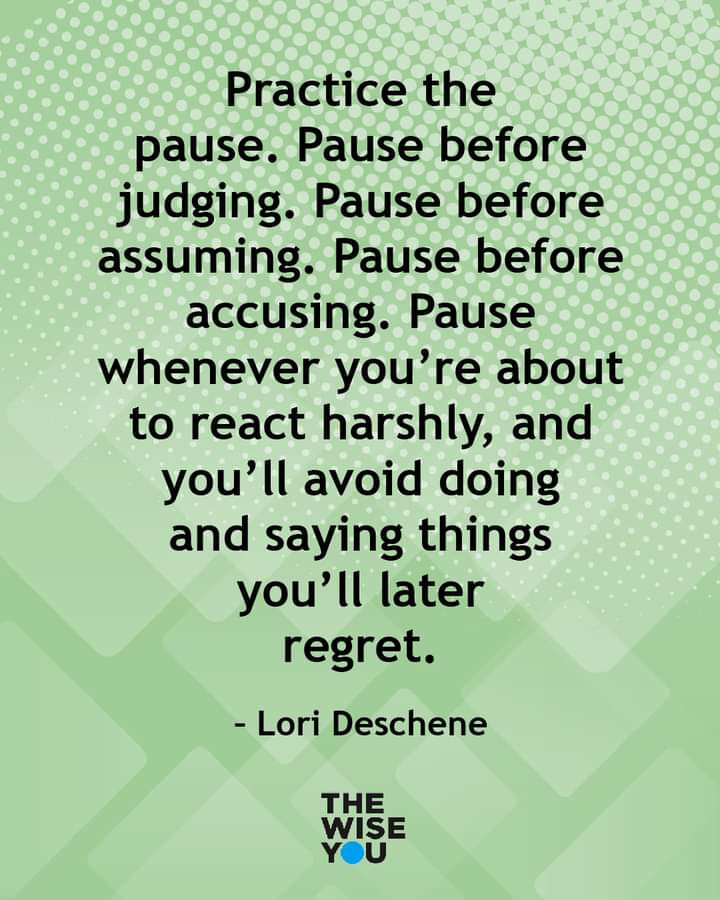 Practice the
pause. Pause before
judging. Pause before
assuming. Pause before
accusing. Pause
whenever you’re about
to react harshly, and
you’ll avoid doing
and saying things
you’ll later
regret.
– Lori Deschene
THE
WISE
YOU